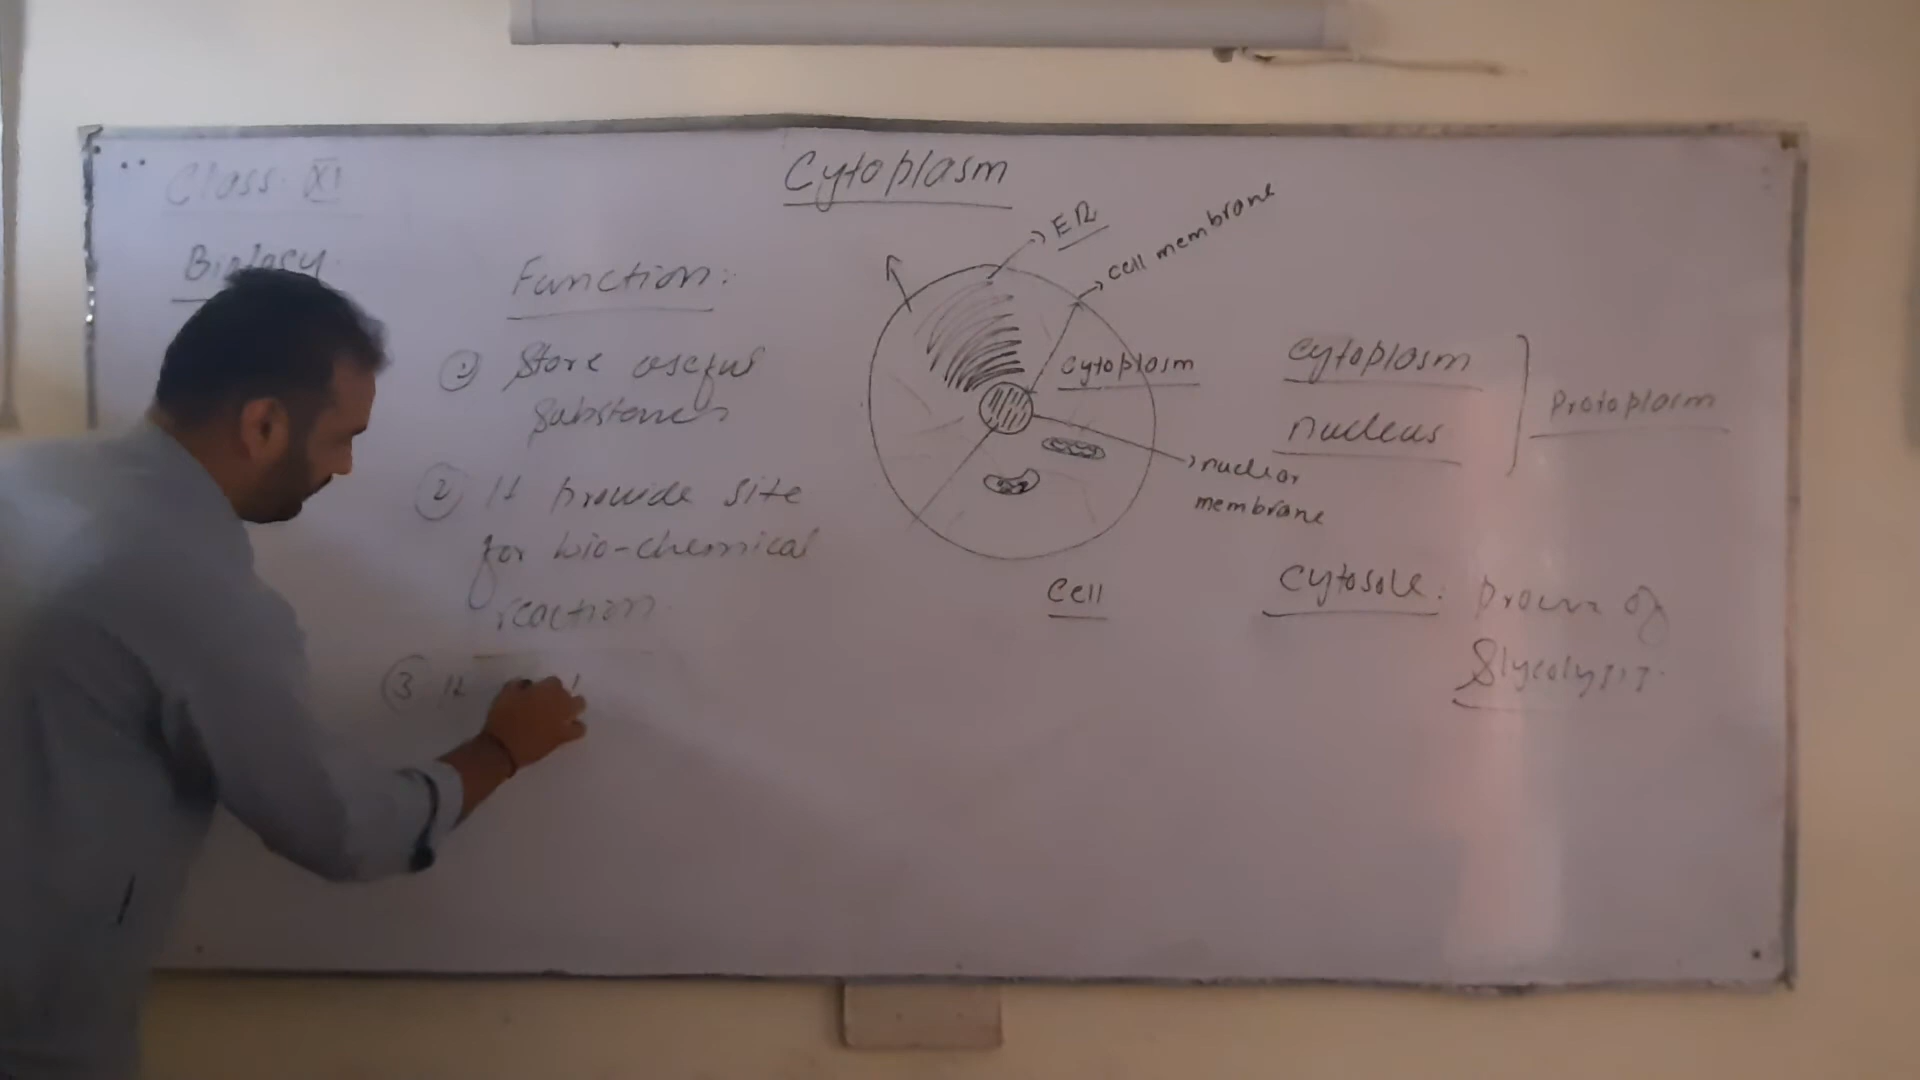 Class. XI
Biology.
Cytoplasm
Function:
① Store useful
Substances
② It provide site
for bio-chemical
reaction
③ It
ER
cell membrane
cytoplasm
nuclear
membrane
cell
cytoplasm
nucleus
Protoplasm
Cytosole: Process of
Glycolysis.